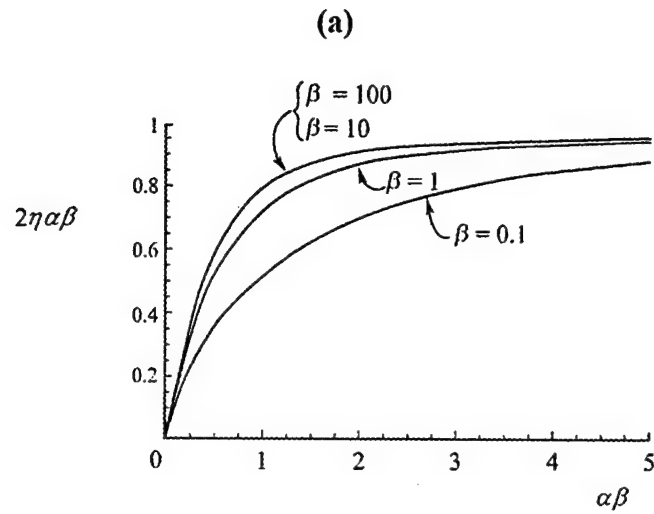 (a)
β = 100
β = 10
β = 1
β = 0.1
2ηαβ
1
0.8
0.6
0.4
0.2
0 1 2 3 4 5
αβ